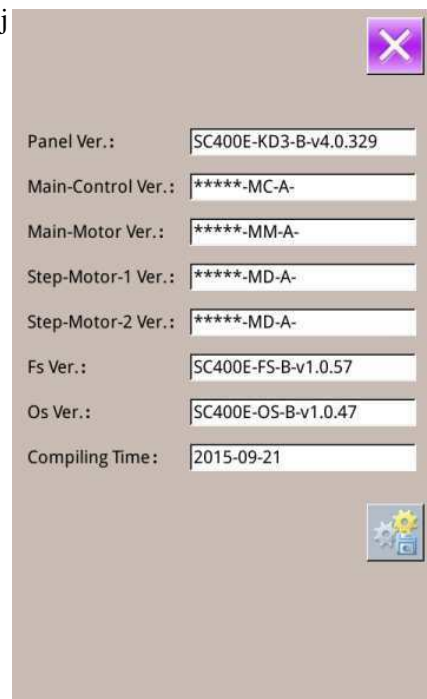 j
Panel Ver.: SC400E-KD3-B-v4.0.329
Main-Control Ver.: *****-MC-A-
Main-Motor Ver.: *****-MM-A-
Step-Motor-1 Ver.: *****-MD-A-
Step-Motor-2 Ver.: *****-MD-A-
Fs Ver.: SC400E-FS-B-v1.0.57
Os Ver.: SC400E-OS-B-v1.0.47
Compiling Time: 2015-09-21